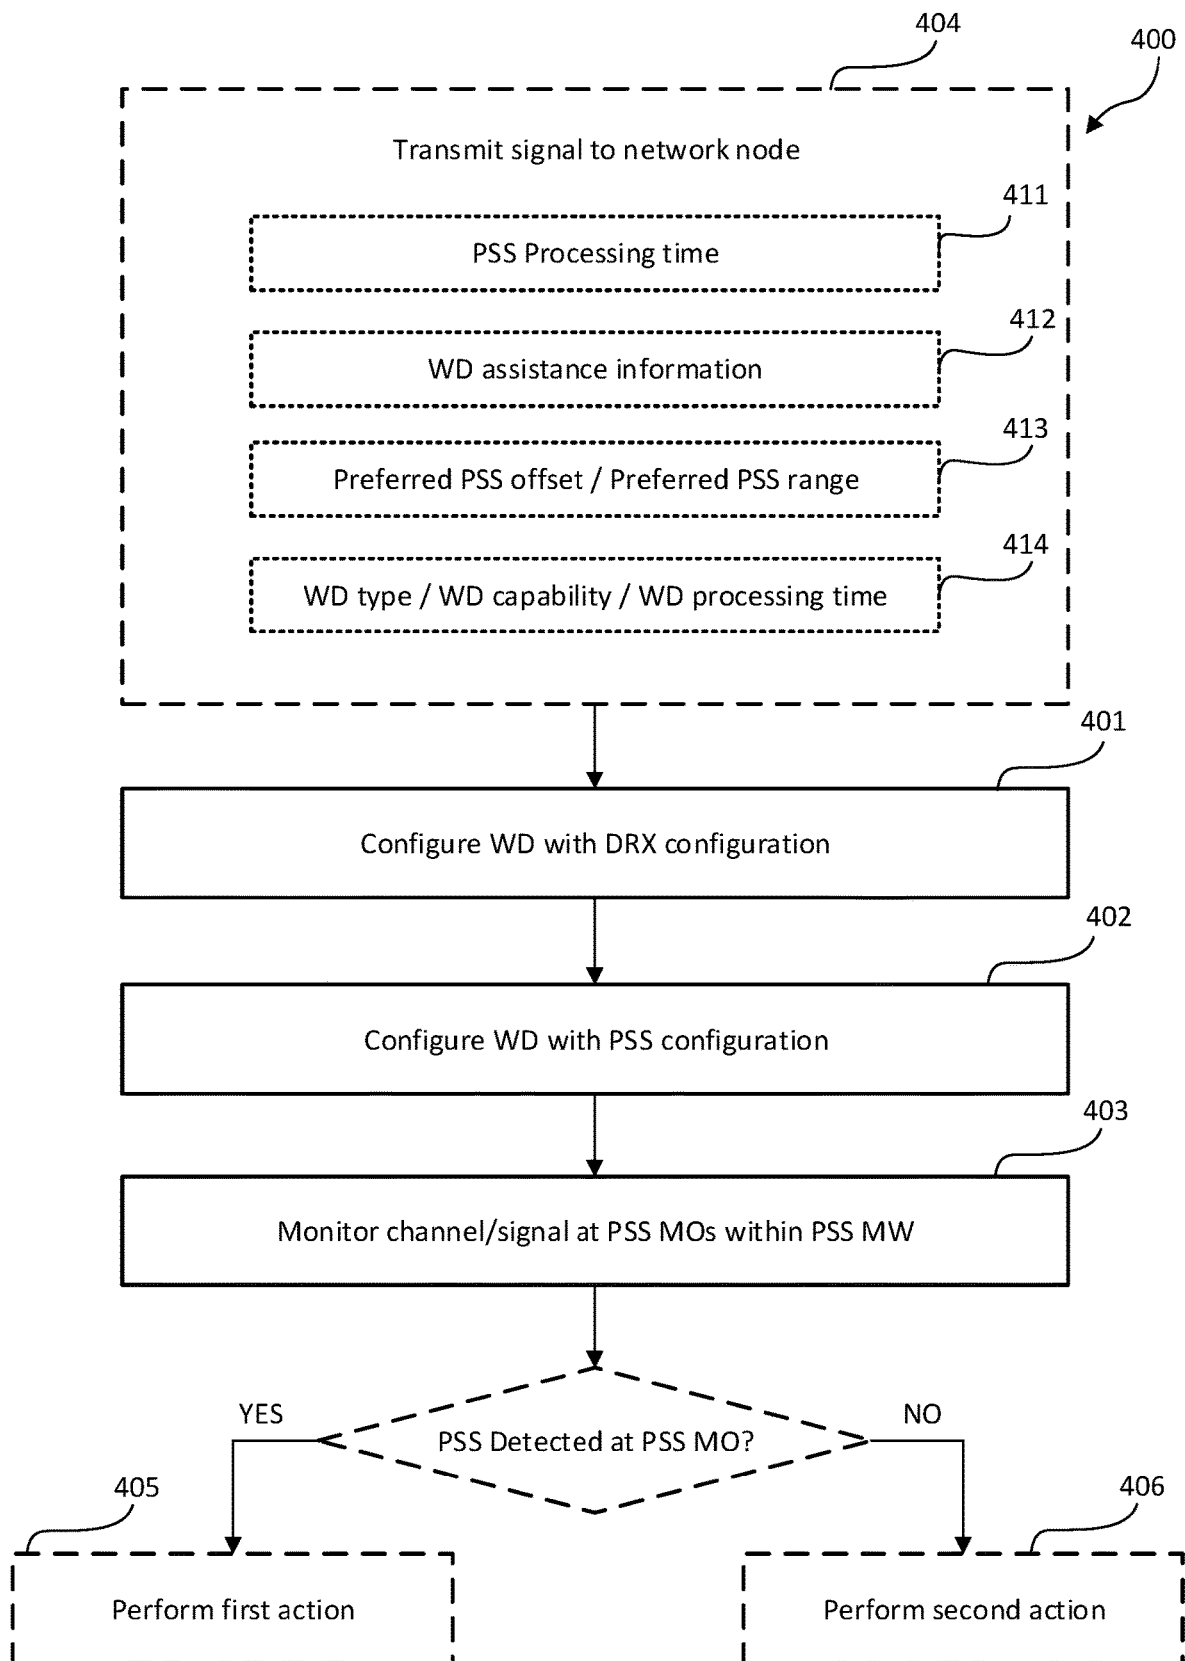 404
400
Transmit signal to network node
411
PSS Processing time
412
WD assistance information
413
Preferred PSS offset / Preferred PSS range
414
WD type / WD capability / WD processing time
401
Configure WD with DRX configuration
402
Configure WD with PSS configuration
403
Monitor channel/signal at PSS MOs within PSS MW
YES
NO
PSS Detected at PSS MO?
405
406
Perform first action
Perform second action